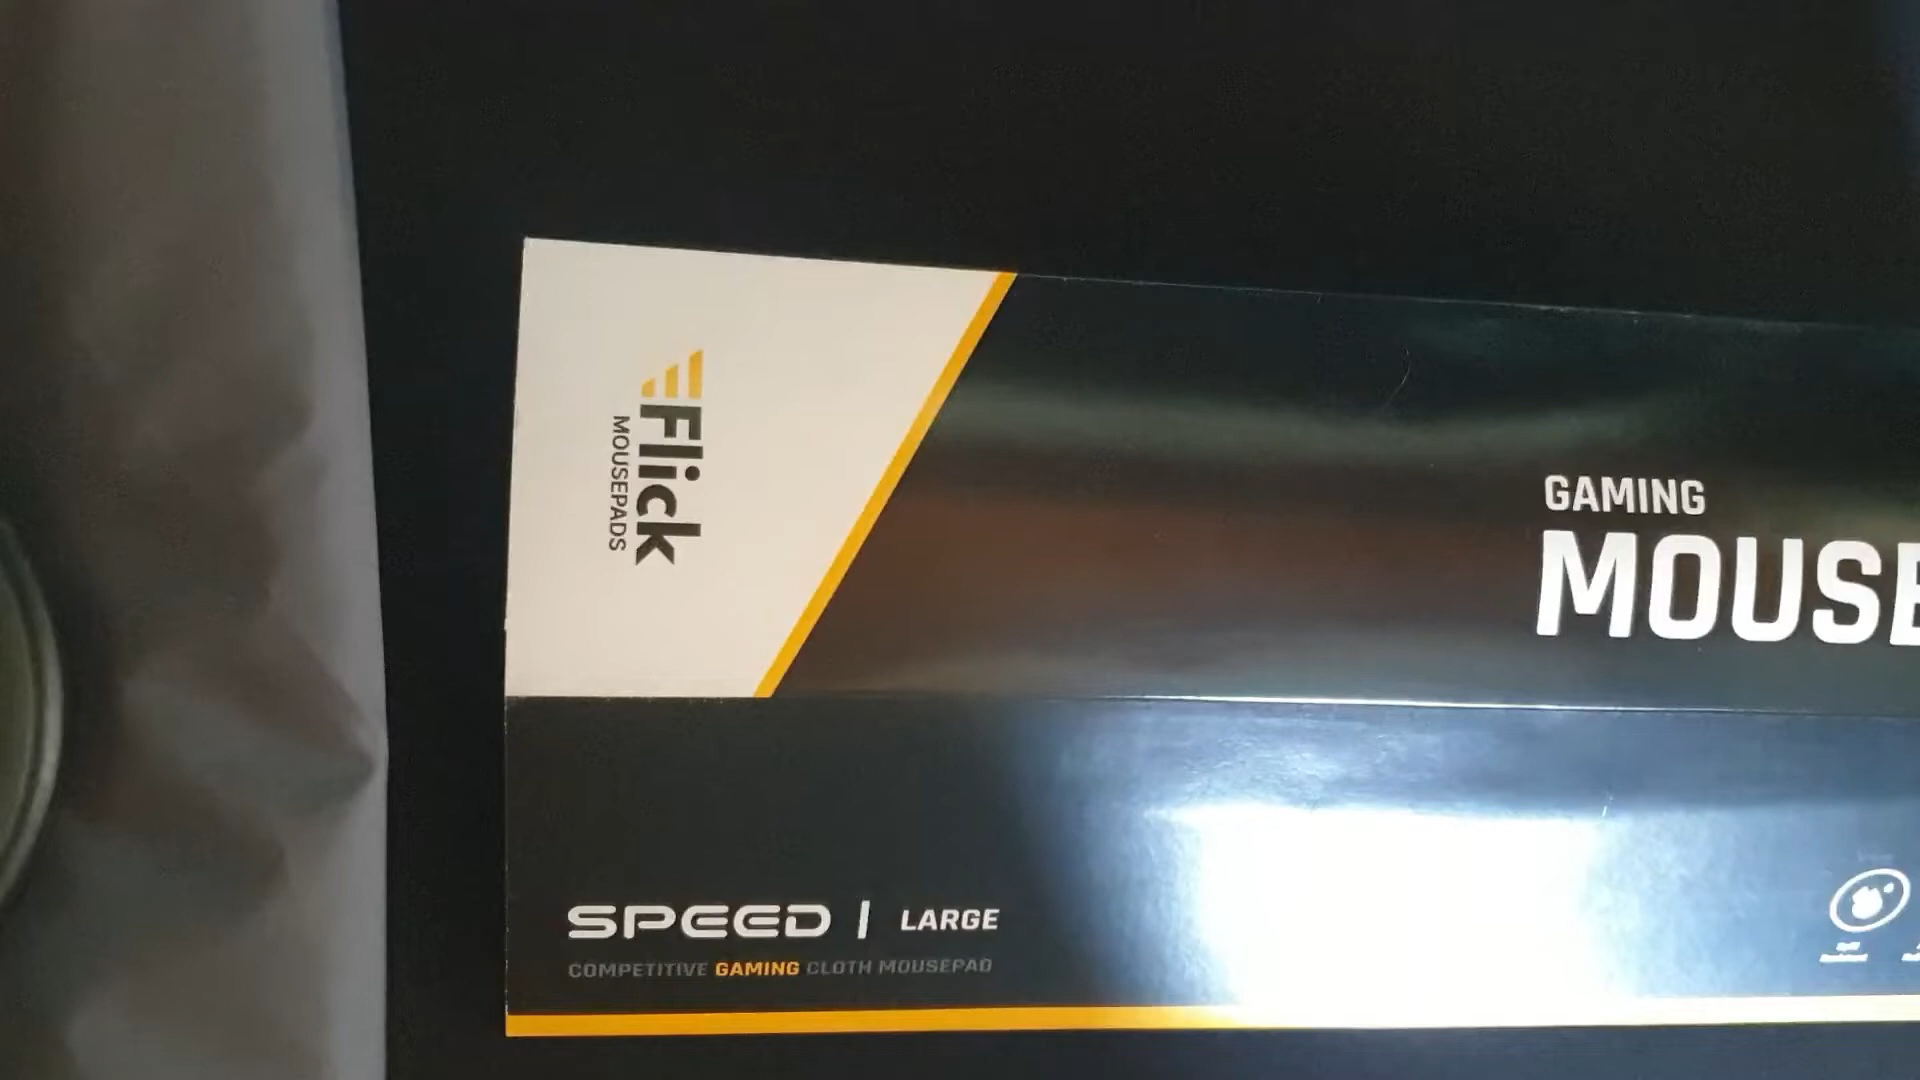 Flick
MOUSEPADS
GAMING
MOUSE
SPEED | LARGE
COMPETITIVE GAMING CLOTH MOUSEPAD